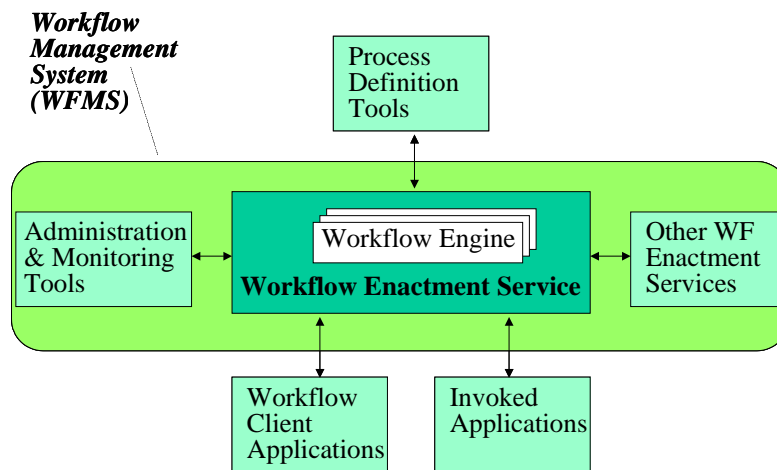 Workflow
Management
System
(WFMS)
Process
Definition
Tools
Administration
& Monitoring
Tools
Workflow Engine
Workflow Enactment Service
Other WF
Enactment
Services
Workflow
Client
Applications
Invoked
Applications